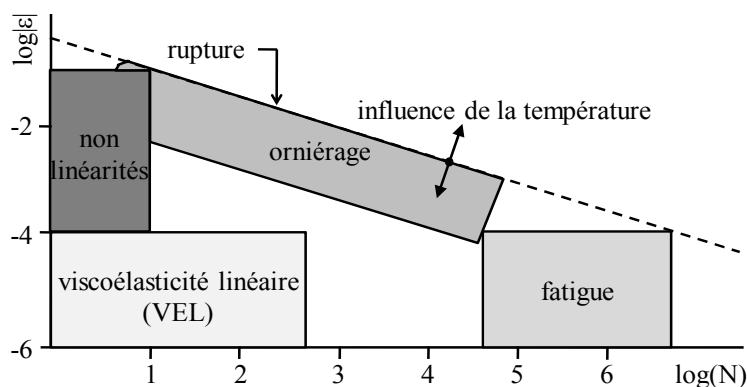 log|ε|
rupture
influence de la température
-2
non
linéarités
orniérage
-4
viscoélasticité linéaire
(VEL)
fatigue
-6
1 2 3 4 5 6 log(N)